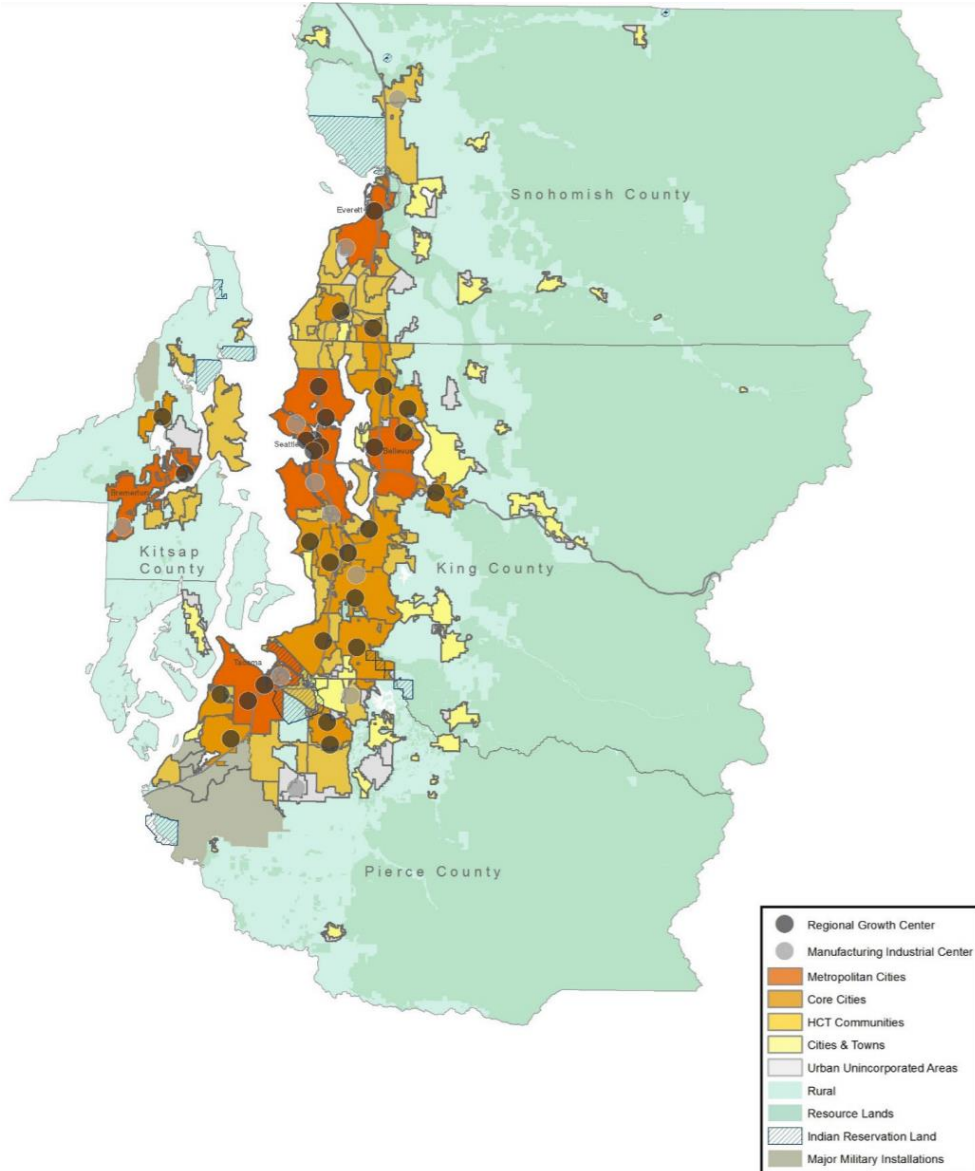 Snohomish County
Everett
Seattle
Bellevue
Bremerton
Kitsap
County
King County
Tacoma
Pierce County
Regional Growth Center
Manufacturing Industrial Center
Metropolitan Cities
Core Cities
HCT Communities
Cities & Towns
Urban Unincorporated Areas
Rural
Resource Lands
Indian Reservation Land
Major Military Installations